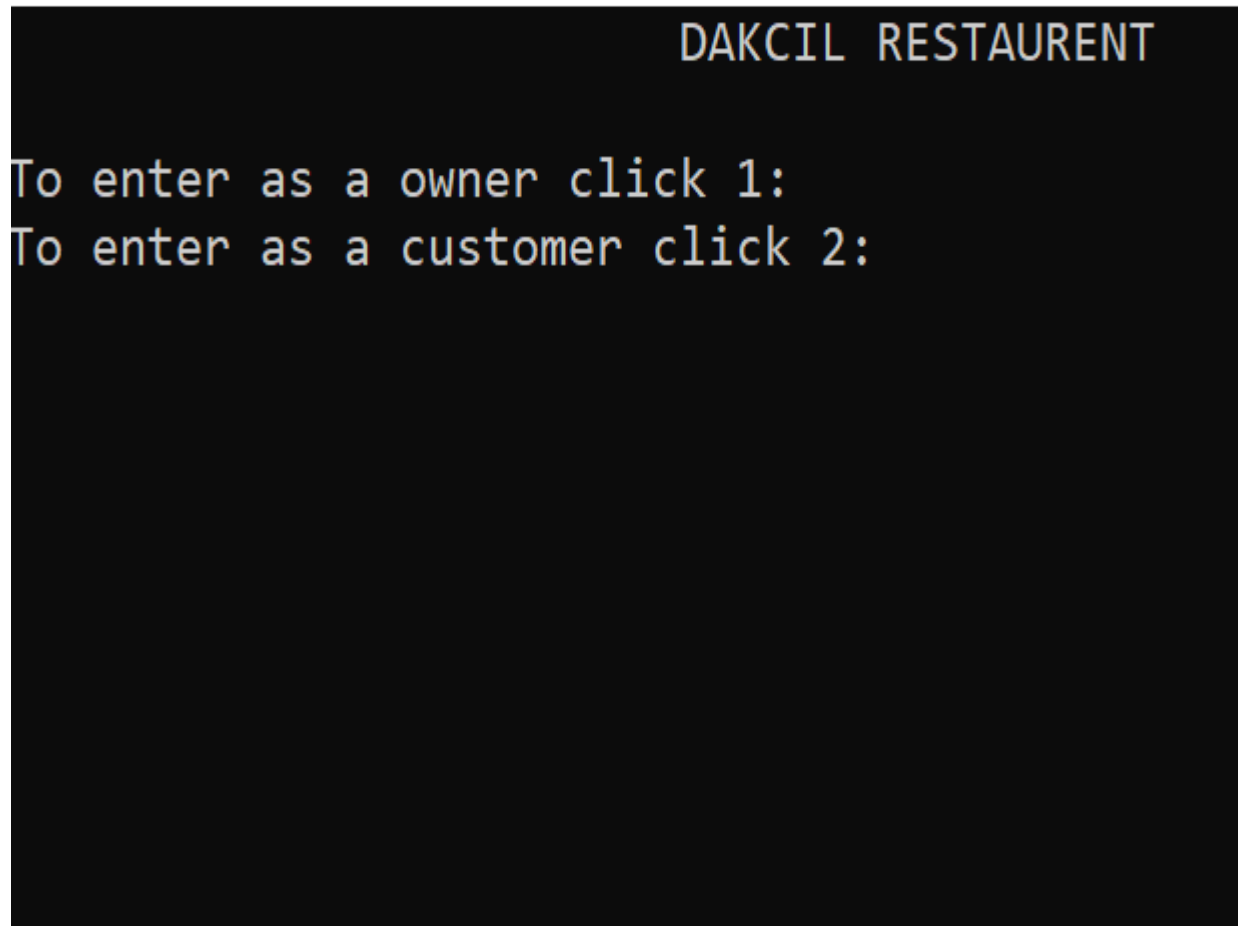 DAKCIL RESTAURENT
To enter as a owner click 1:
To enter as a customer click 2: